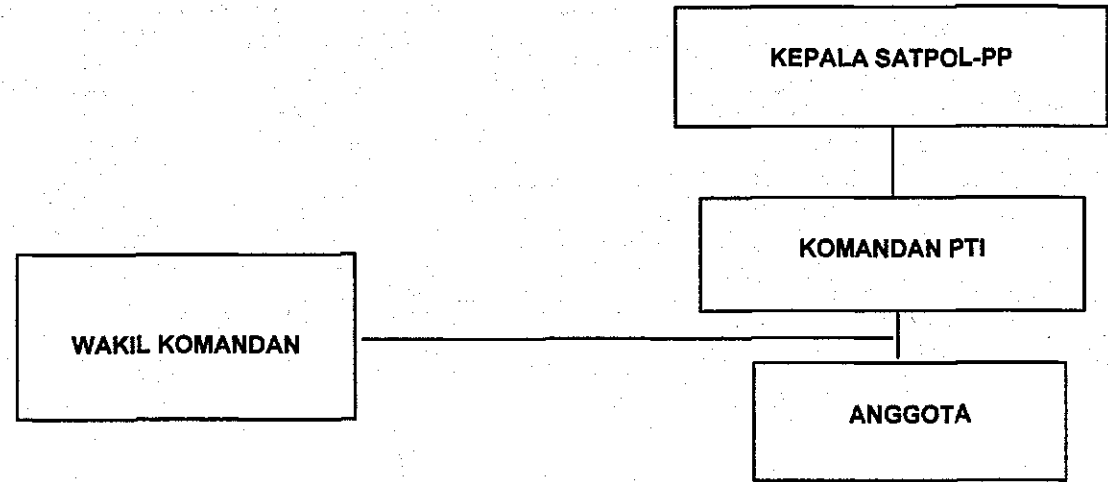 KEPALA SATPOL-PP
KOMANDAN PTI
WAKIL KOMANDAN
ANGGOTA